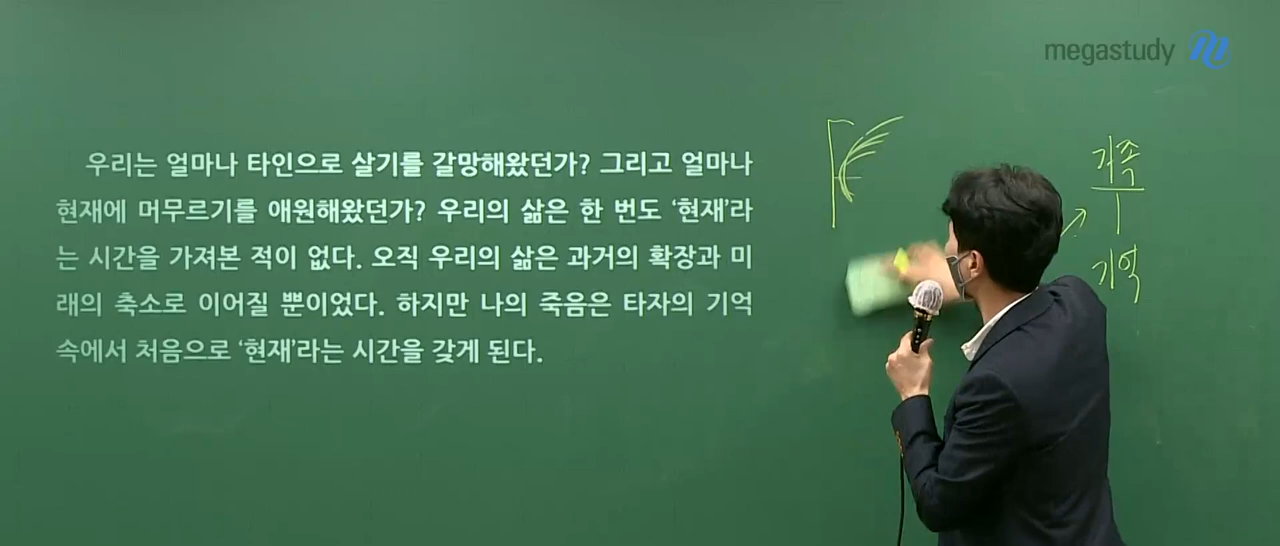 megastudy
우리는 얼마나 타인으로 살기를 갈망해왔던가? 그리고 얼마나
현재에 머무르기를 애원해왔던가? 우리의 삶은 한 번도 ‘현재’라
는 시간을 가져본 적이 없다. 오직 우리의 삶은 과거의 확장과 미
래의 축소로 이어질 뿐이었다. 하지만 나의 죽음은 타자의 기억
속에서 처음으로 ‘현재’라는 시간을 갖게 된다.
가족
기억